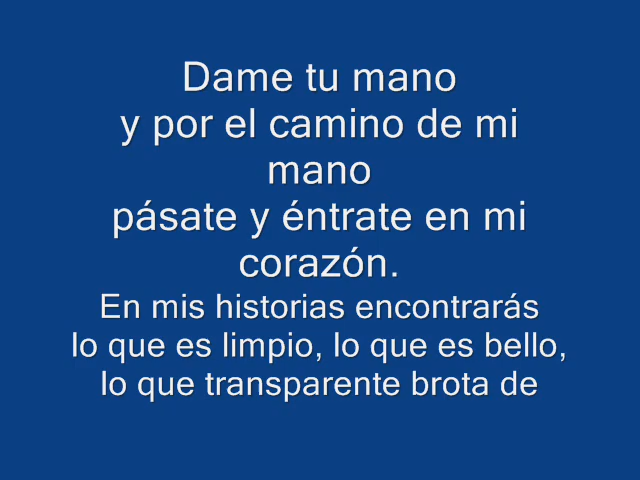 Dame tu mano
y por el camino de mi
mano
pásate y éntrate en mi
corazón.
En mis historias encontrarás
lo que es limpio, lo que es bello,
lo que transparente brota de